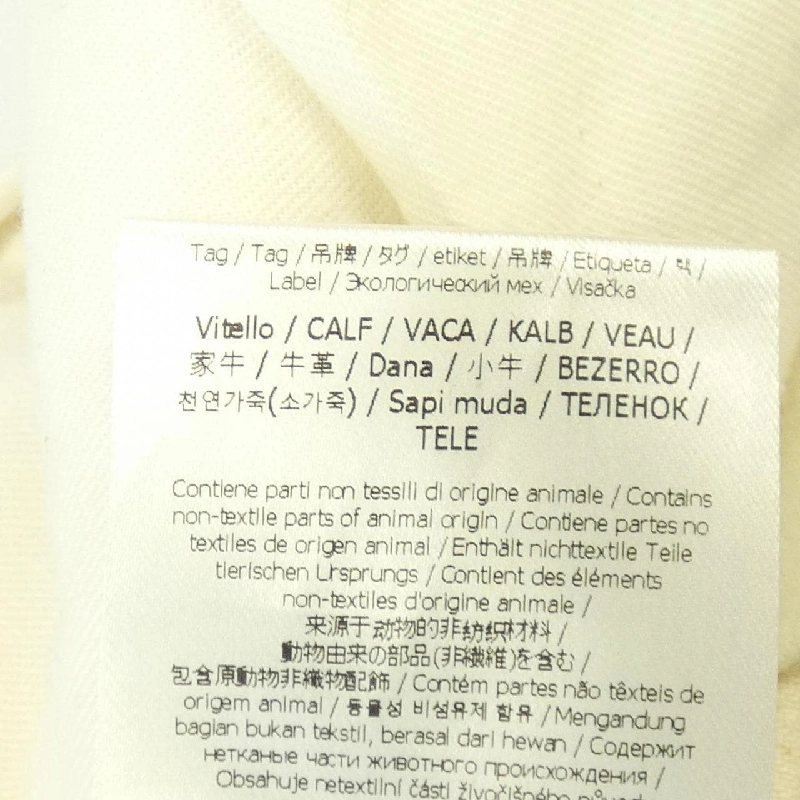 Tag / Tag / 吊牌 / タグ / etiket / 吊牌 / Etiqueta / 택 /
Label / Экологический мех / Visačka
Vitello / CALF / VACA / KALB / VEAU /
家牛 / 牛革 / Dana / 小牛 / BEZERRO /
천연가죽(소가죽) / Sapi muda / ТЕЛЕНОК /
TELE
Contiene parti non tessili di origine animale / Contains
non-textile parts of animal origin / Contiene partes no
textiles de origen animal / Enthält nichttextile Teile
tierischen Ursprungs / Contient des éléments
non-textiles d'origine animale /
来源于动物的非纺织材料 /
動物由来の部品(非繊維)を含む /
包含原動物非織物配飾 / Contém partes não têxteis de
origem animal / 동물성 비섬유제 함유 / Mengandung
bagian bukan tekstil, berasal dari hewan / Содержит
нетканые части животного происхождения /
Obsahuje netextilní části živočišného původ